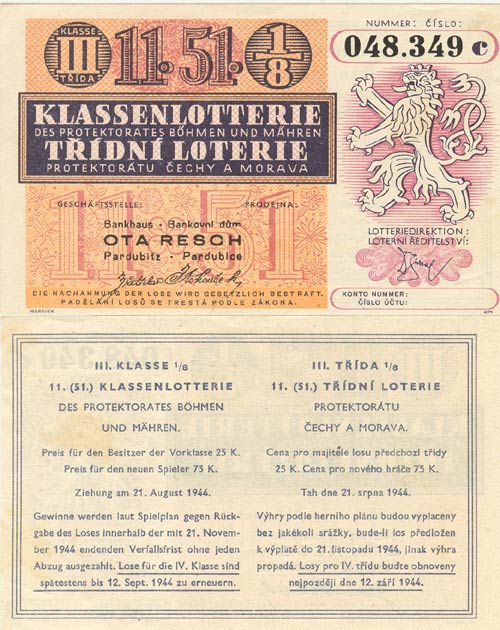 KLASSE
III
TŘÍDA
11. 51.
1/8
NUMMER: ČÍSLO:
048.349 c
KLASSENLOTTERIE
DES PROTEKTORATES BÖHMEN UND MÄHREN
TŘÍDNÍ LOTERIE
PROTEKTORÁTU ČECHY A MORAVA
GESCHÄFTSSTELLE: PRODEJNA:
Bankhaus - Bankovní dům
OTA RESCH
Pardubitz - Pardubice
LOTTERIEDIREKTION:
LOTERNÍ ŘEDITELSTVÍ:
DIE NACHAHMUNG DER LOSE WIRD GESETZLICH BESTRAFT.
PADĚLÁNÍ LOSŮ SE TRESTÁ PODLE ZÁKONA.
KONTO NUMMER:
ČÍSLO ÚČTU:
III. KLASSE 1/8
11. (51.) KLASSENLOTTERIE
DES PROTEKTORATES BÖHMEN
UND MÄHREN.
Preis für den Besitzer der Vorklasse 25 K.
Preis für den neuen Spieler 75 K.
Ziehung am 21. August 1944.
Gewinne werden laut Spielplan gegen Rück-
gabe des Loses innerhalb der mit 21. Novem-
ber 1944 endenden Verfallsfrist ohne jeden
Abzug ausgezahlt. Lose für die IV. Klasse sind
spätestens bis 12. Sept. 1944 zu erneuern.
III. TŘÍDA 1/8
11. (51.) TŘÍDNÍ LOTERIE
PROTEKTORÁTU
ČECHY A MORAVA.
Cena pro majitele losu předchozí třídy
25 K. Cena pro nového hráče 75 K.
Tah dne 21. srpna 1944.
Výhry podle herního plánu budou vyplaceny
bez jakékoli srážky, bude-li los předložen
k výplatě do 21. listopadu 1944, jinak výhra
propadá. Losy pro IV. třídu buďte obnoveny
nejpozději dne 12. září 1944.